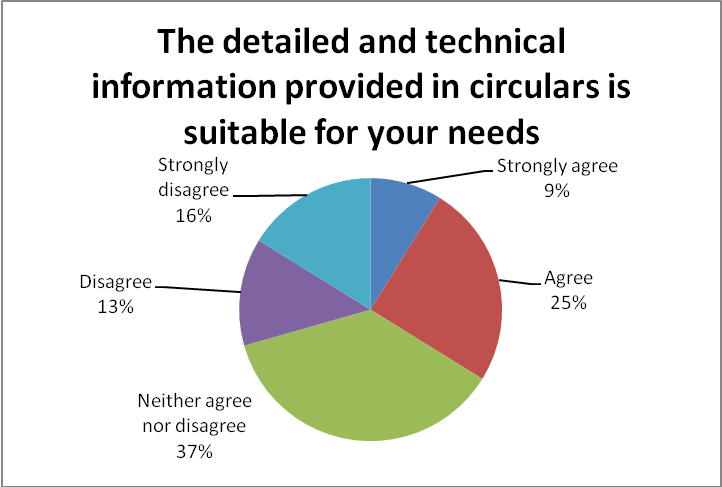 The detailed and technical
information provided in circulars is
suitable for your needs
Strongly agree
9%
Agree
25%
Neither agree
nor disagree
37%
Disagree
13%
Strongly
disagree
16%